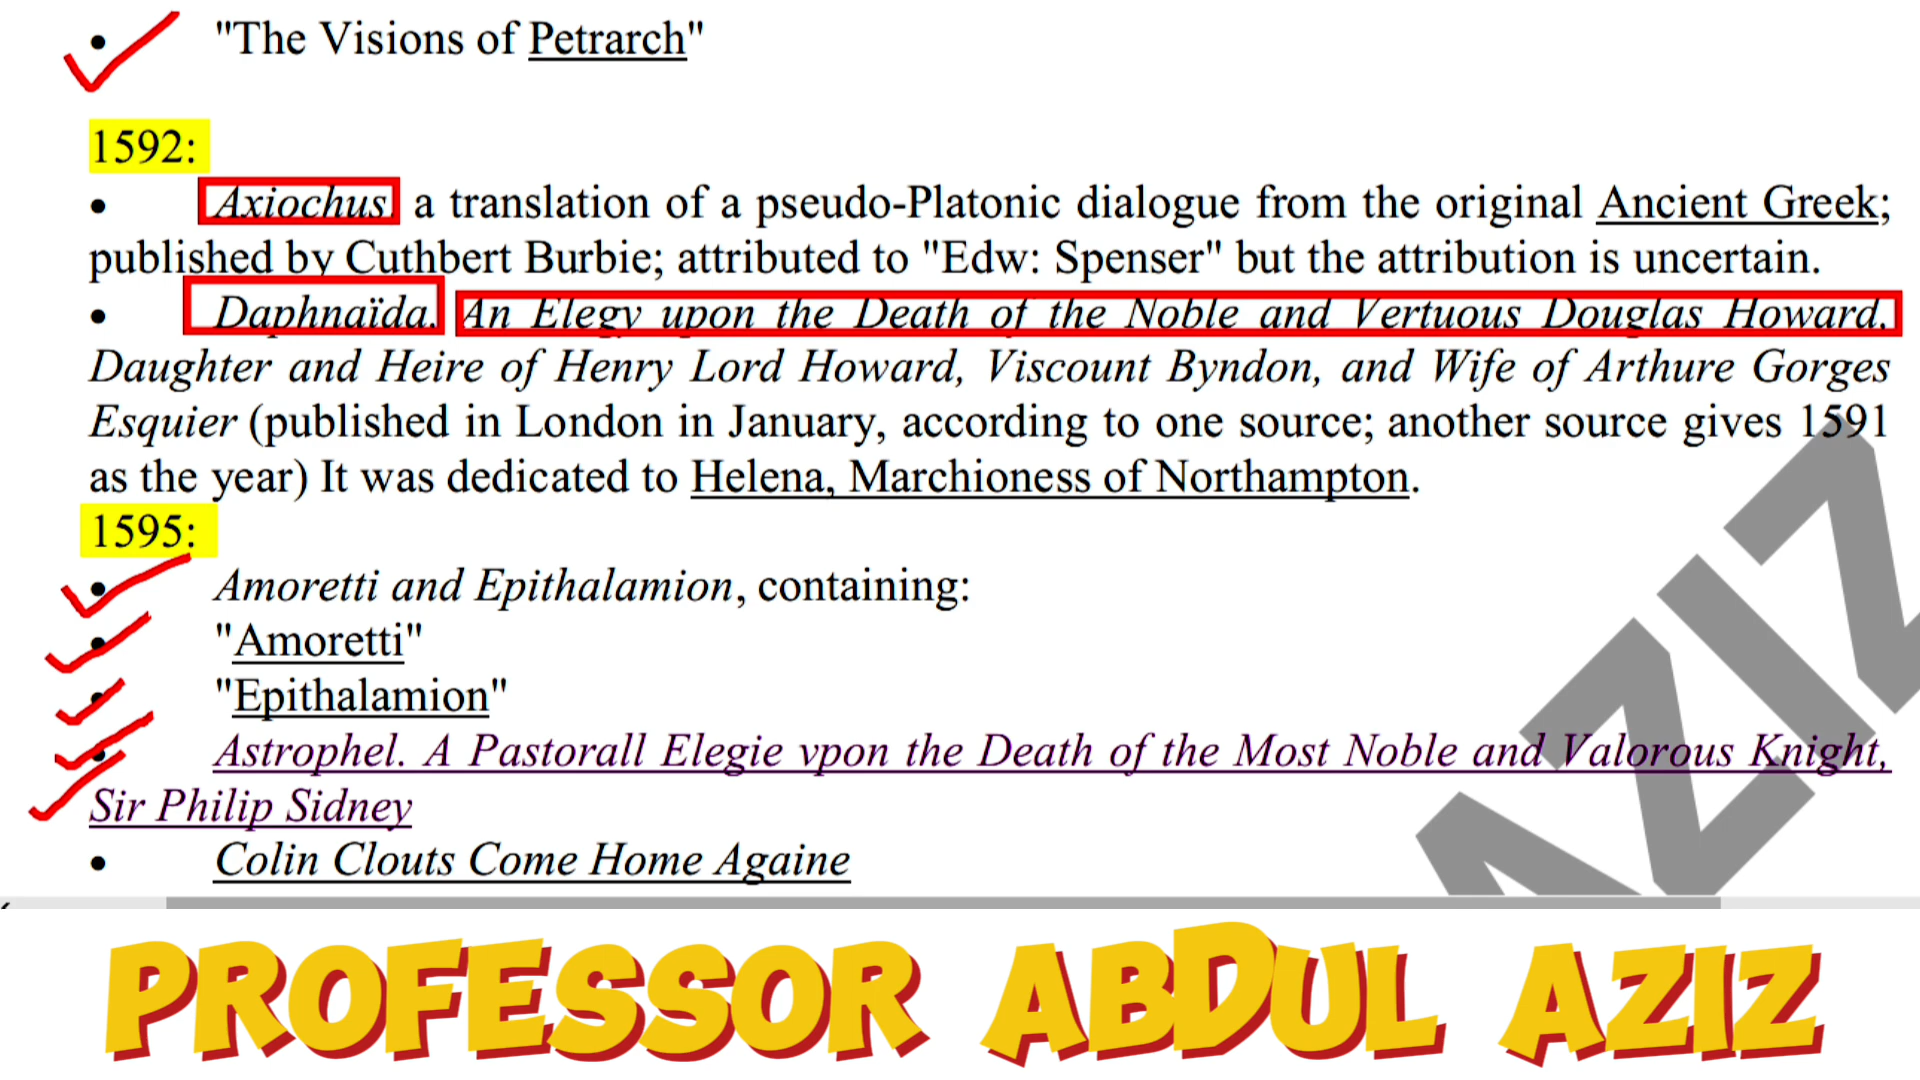 • "The Visions of Petrarch"
1592:
• Axiochus, a translation of a pseudo-Platonic dialogue from the original Ancient Greek;
published by Cuthbert Burbie; attributed to "Edw: Spenser" but the attribution is uncertain.
• Daphnaïda. An Elegy upon the Death of the Noble and Vertuous Douglas Howard,
Daughter and Heire of Henry Lord Howard, Viscount Byndon, and Wife of Arthure Gorges
Esquier (published in London in January, according to one source; another source gives 1591
as the year) It was dedicated to Helena, Marchioness of Northampton.
1595:
• Amoretti and Epithalamion, containing:
• "Amoretti"
• "Epithalamion"
• Astrophel. A Pastorall Elegie vpon the Death of the Most Noble and Valorous Knight,
Sir Philip Sidney
• Colin Clouts Come Home Againe
AZIZ
PROFESSOR ABDUL AZIZ